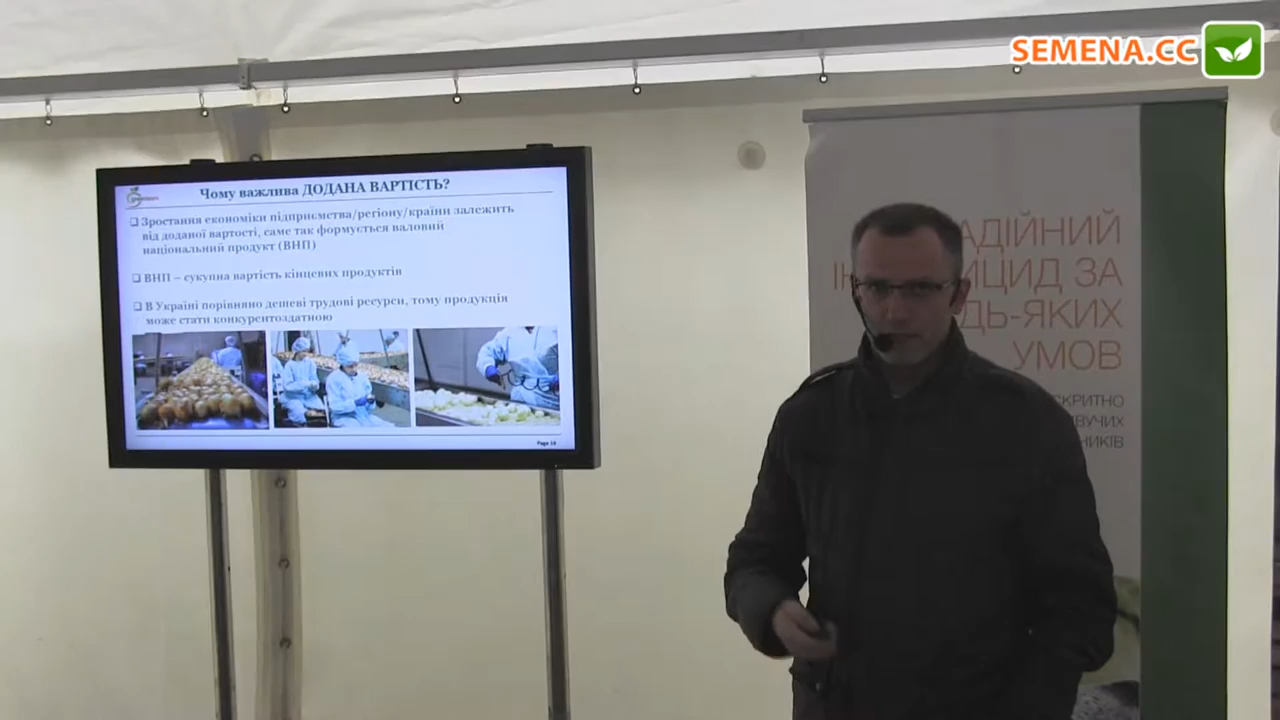 SEMENA.CC
Чому важлива ДОДАНА ВАРТІСТЬ?
Зростання економіки підприємства/регіону/країни залежить
від доданої вартості, саме так формується валовий
національний продукт (ВНП)
ВНП – сукупна вартість кінцевих продуктів
В Україні порівняно дешеві трудові ресурси, тому продукція
може стати конкурентоздатною
Page
АДІЙНИЙ
ІН ИЦИД ЗА
ДЬ-ЯКИХ
УМОВ
СКРИТНО
ВУЧИХ
НИКІВ